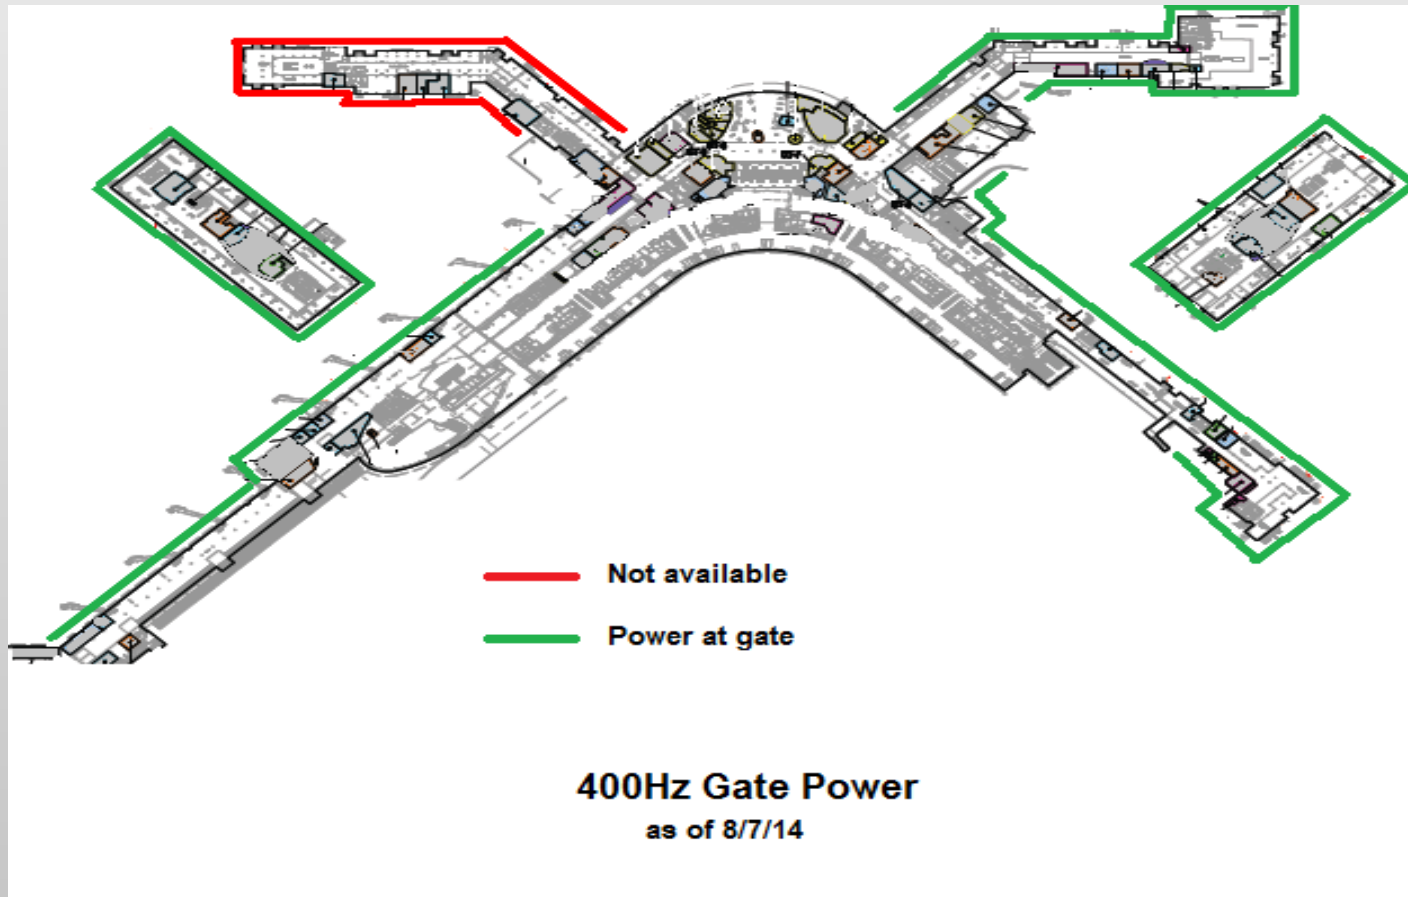 Not available
Power at gate
400Hz Gate Power
as of 8/7/14